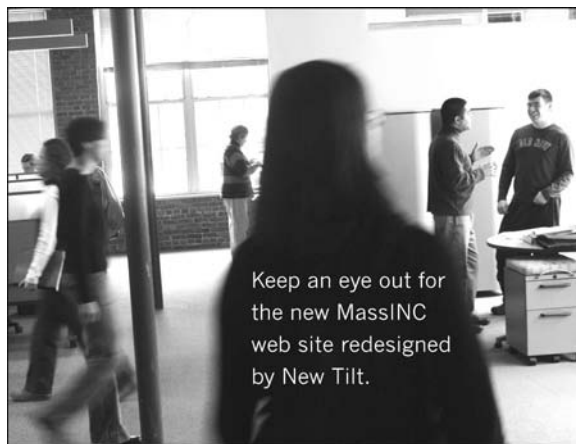 Keep an eye out for
the new MassINC
web site redesigned
by New Tilt.